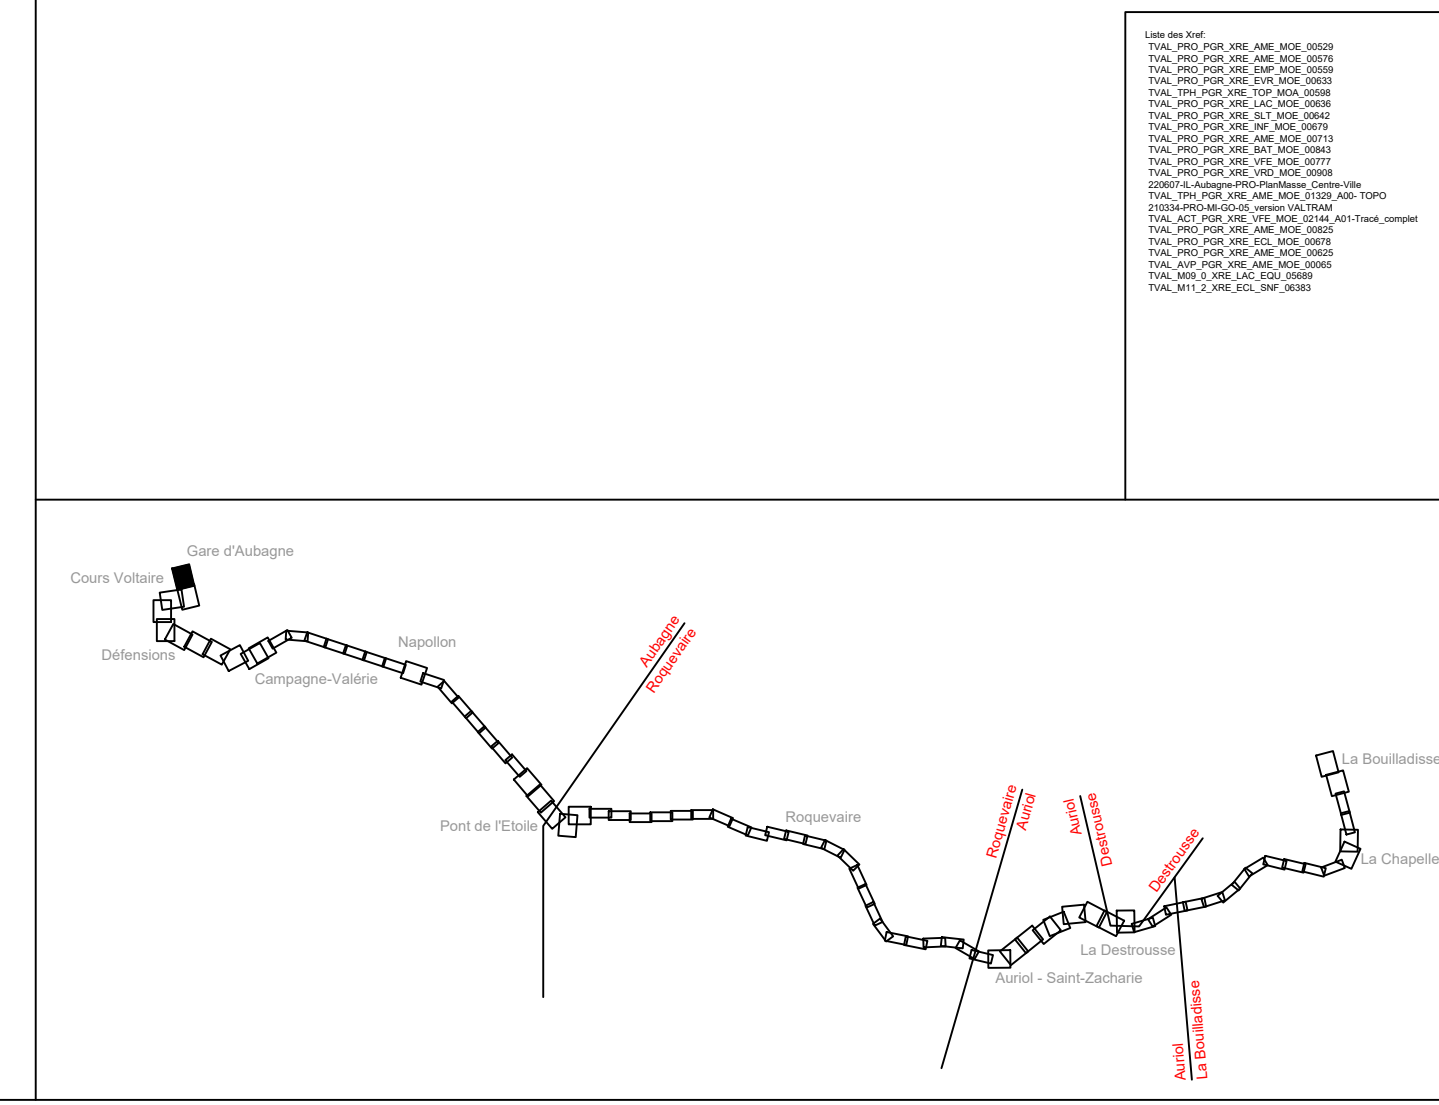 Liste des Xref:
TVAL_PRO_PGR_XRE_AME_MOE_00529
TVAL_PRO_PGR_XRE_AME_MOE_00576
TVAL_PRO_PGR_XRE_EMP_MOE_00559
TVAL_PRO_PGR_XRE_EVR_MOE_00633
TVAL_TPH_PGR_XRE_TOP_MOA_00598
TVAL_PRO_PGR_XRE_LAC_MOE_00636
TVAL_PRO_PGR_XRE_SLT_MOE_00642
TVAL_PRO_PGR_XRE_INF_MOE_00679
TVAL_PRO_PGR_XRE_AME_MOE_00713
TVAL_PRO_PGR_XRE_BAT_MOE_00843
TVAL_PRO_PGR_XRE_VFE_MOE_00777
TVAL_PRO_PGR_XRE_VRD_MOE_00908
220607-IL-Aubagne-PRO-PlanMasse_Centre-Ville
TVAL_TPH_PGR_XRE_AME_MOE_01329_A00- TOPO
210334-PRO-MI-GO-05_version VALTRAM
TVAL_ACT_PGR_XRE_VFE_MOE_02144_A01-Tracé_complet
TVAL_PRO_PGR_XRE_AME_MOE_00825
TVAL_PRO_PGR_XRE_ECL_MOE_00678
TVAL_PRO_PGR_XRE_AME_MOE_00625
TVAL_AVP_PGR_XRE_AME_MOE_00065
TVAL_M09_0_XRE_LAC_EQU_05689
TVAL_M11_2_XRE_ECL_SNF_06383
Gare d'Aubagne
Cours Voltaire
Défensions
Campagne-Valérie
Napollon
Aubagne
Roquevaire
Pont de l'Etoile
Roquevaire
Roquevaire
Auriol
Auriol
Destrousse
Destrousse
La Bouilladisse
La Chapelle
La Destrousse
Auriol - Saint-Zacharie
Auriol
La Bouilladisse